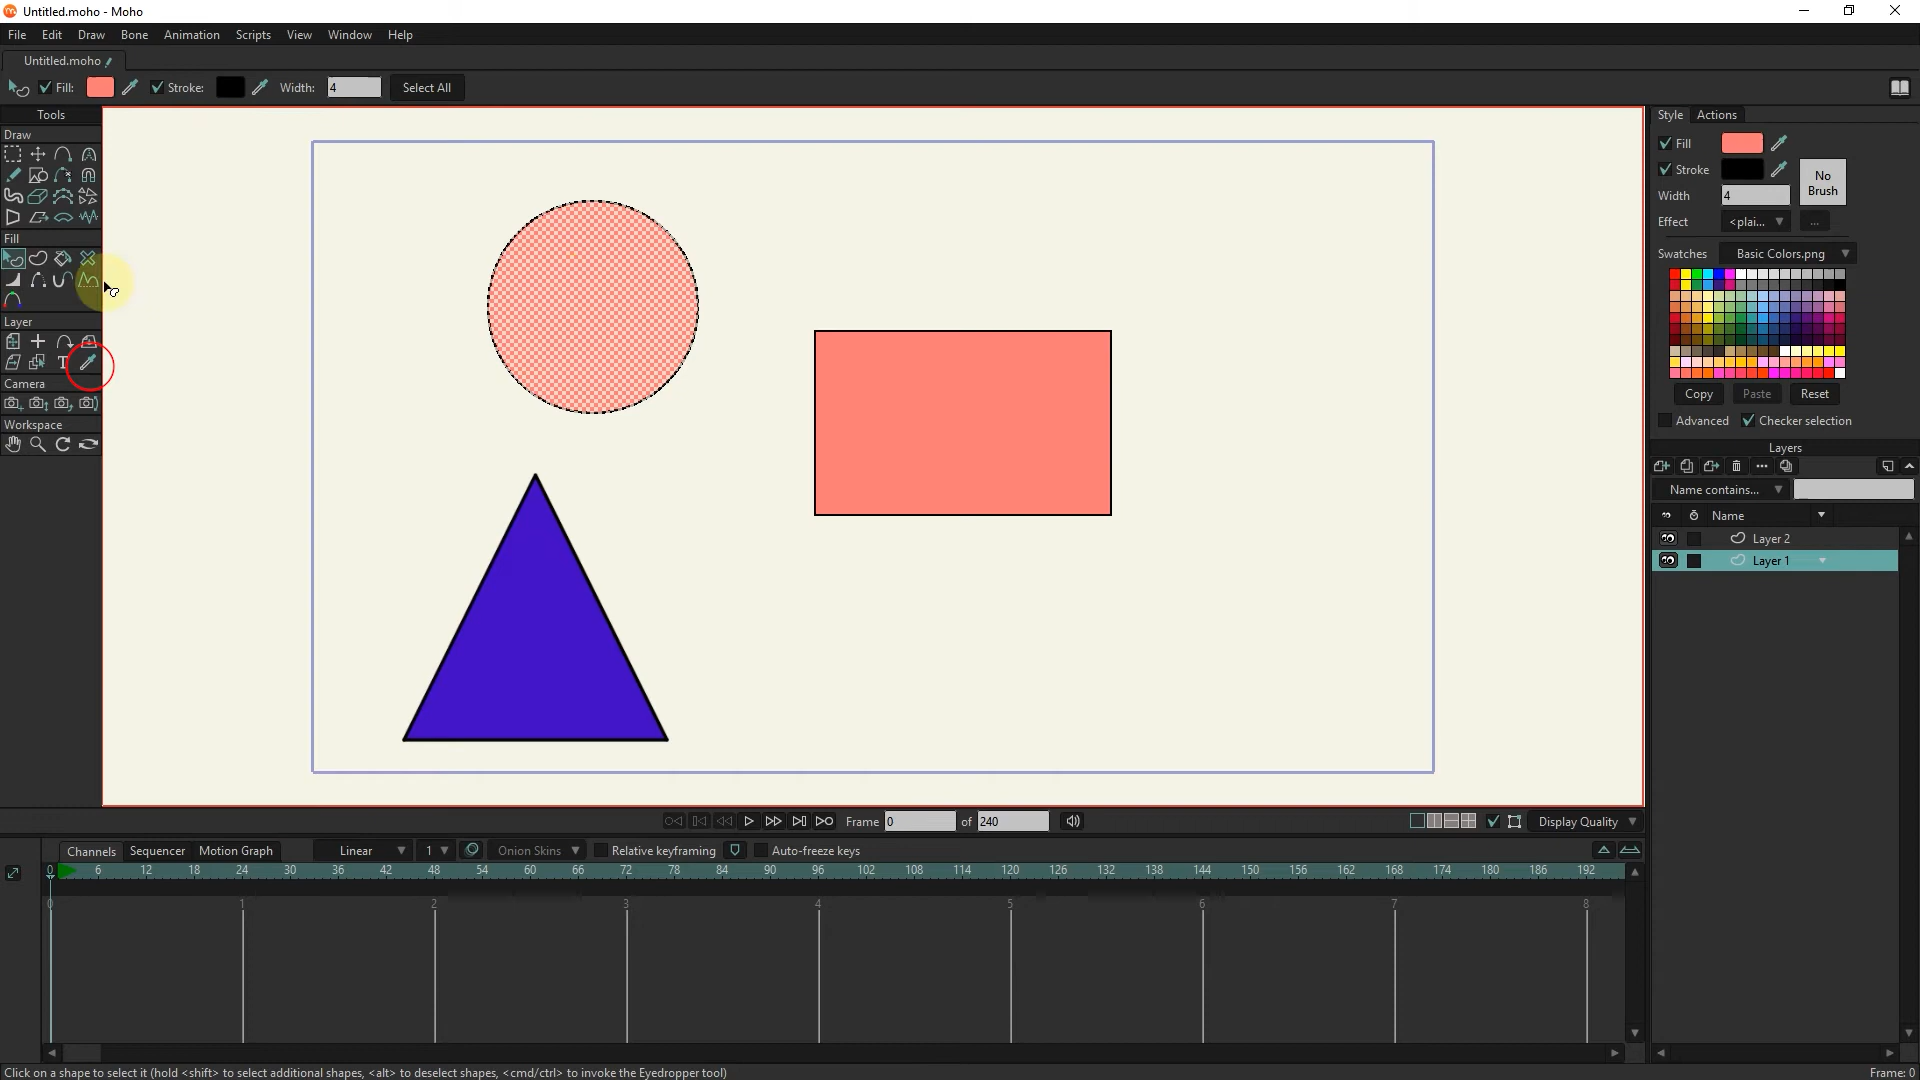 Untitled.moho - Moho
File Edit Draw Bone Animation Scripts View Window Help
Untitled.moho
Fill: Stroke: Width: 4 Select All
Tools
Draw
Fill
Layer
T
Camera
Workspace
Style Actions
Fill
Stroke
No
Brush
Width 4
Effect <plai... ...
Swatches Basic Colors.png
Copy Paste Reset
Advanced Checker selection
Layers
Name contains...
Name
Layer 2
Layer 1
Frame 0 of 240 Display Quality
Channels Sequencer Motion Graph Linear 1 Onion Skins Relative keyframing Auto-freeze keys
0 6 12 18 24 30 36 42 48 54 60 66 72 78 84 90 96 102 108 114 120 126 132 138 144 150 156 162 168 174 180 186 192
0 1 2 3 4 5 6 7 8
Click on a shape to select it (hold <shift> to select additional shapes, <alt> to deselect shapes, <cmd/ctrl> to invoke the Eyedropper tool) Frame: 0